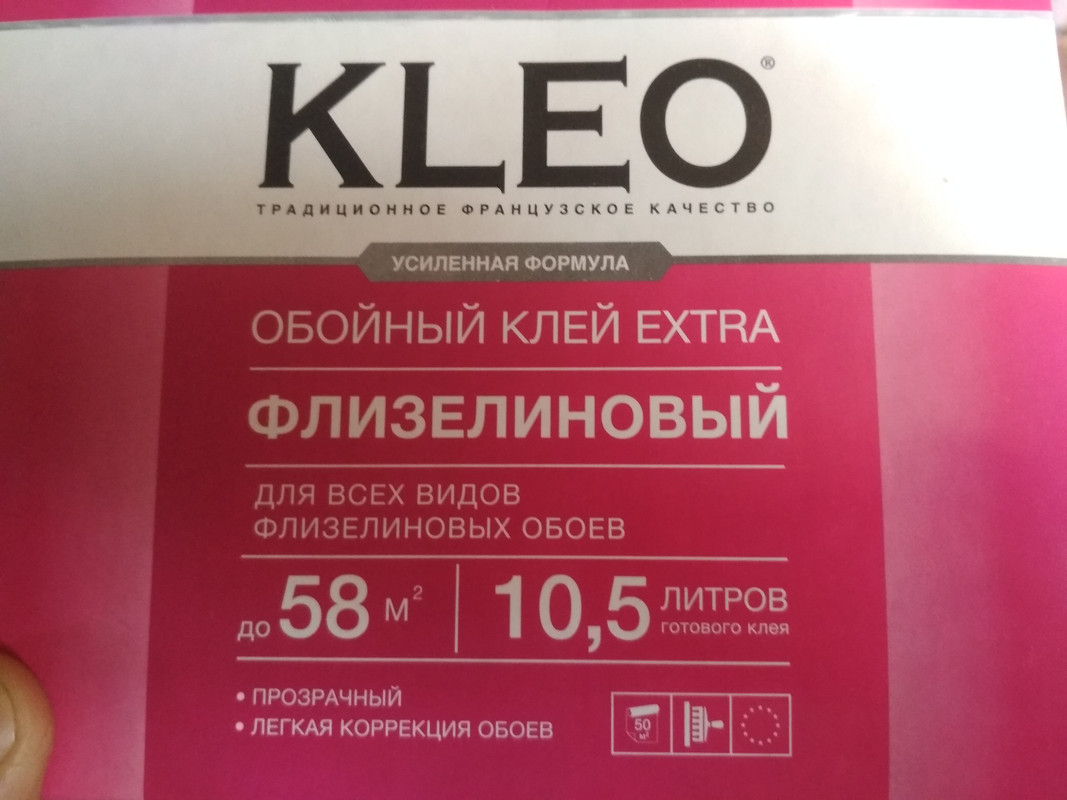 KLEO®
ТРАДИЦИОННОЕ ФРАНЦУЗСКОЕ КАЧЕСТВО
УСИЛЕННАЯ ФОРМУЛА
ОБОЙНЫЙ КЛЕЙ EXTRA
ФЛИЗЕЛИНОВЫЙ
ДЛЯ ВСЕХ ВИДОВ
ФЛИЗЕЛИНОВЫХ ОБОЕВ
до 58 м² 10,5 ЛИТРОВ
готового клея
• ПРОЗРАЧНЫЙ
• ЛЕГКАЯ КОРРЕКЦИЯ ОБОЕВ
50
м²